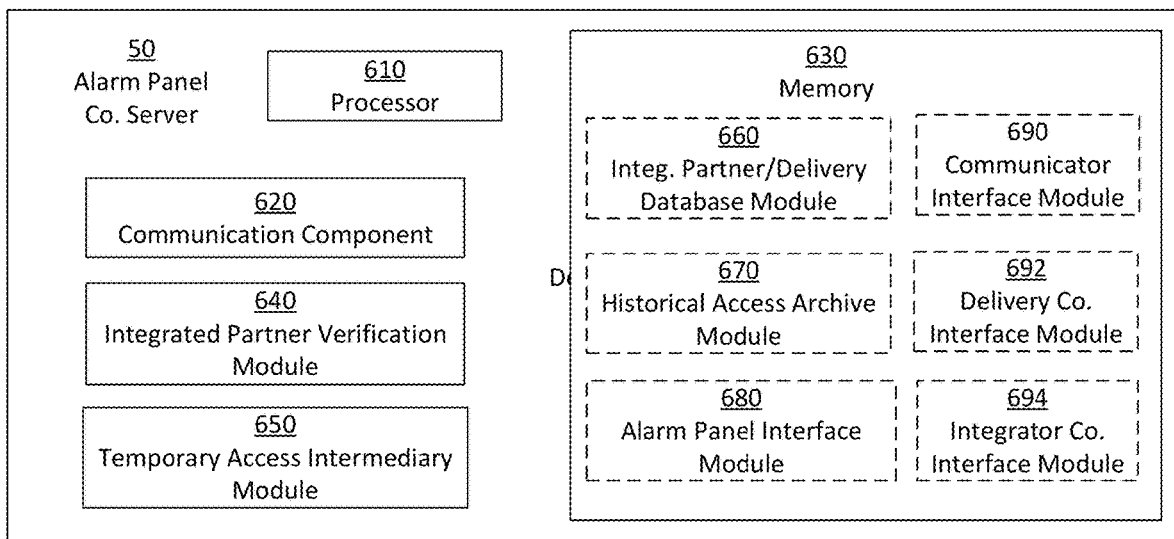 50
Alarm Panel
Co. Server
610
Processor
620
Communication Component
640
Integrated Partner Verification
Module
650
Temporary Access Intermediary
Module
630
Memory
660
Integ. Partner/Delivery
Database Module
690
Communicator
Interface Module
670
Historical Access Archive
Module
692
Delivery Co.
Interface Module
680
Alarm Panel Interface
Module
694
Integrator Co.
Interface Module